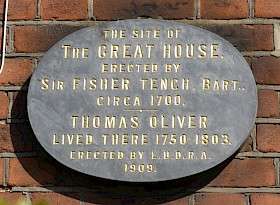 THE SITE OF
THE GREAT HOUSE,
ERECTED BY
SIR FISHER TENCH, BART.,
CIRCA 1700.
THOMAS OLIVER
LIVED THERE 1750-1803.
ERECTED BY E.U.D.R.A.
1909.